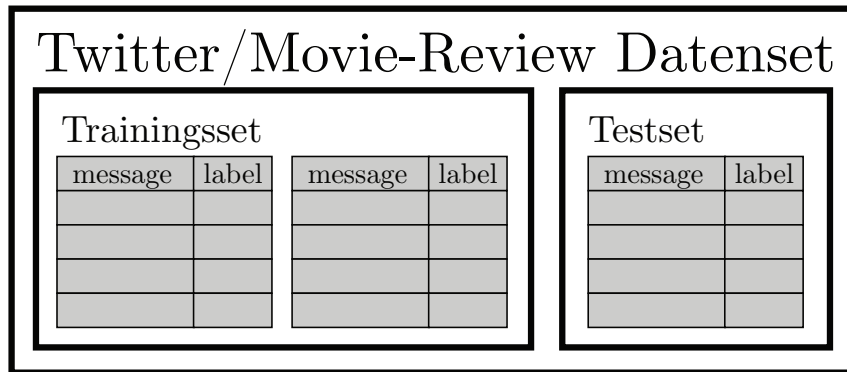 Twitter/Movie-Review Datenset
Trainingsset
Testset
message label message label message label